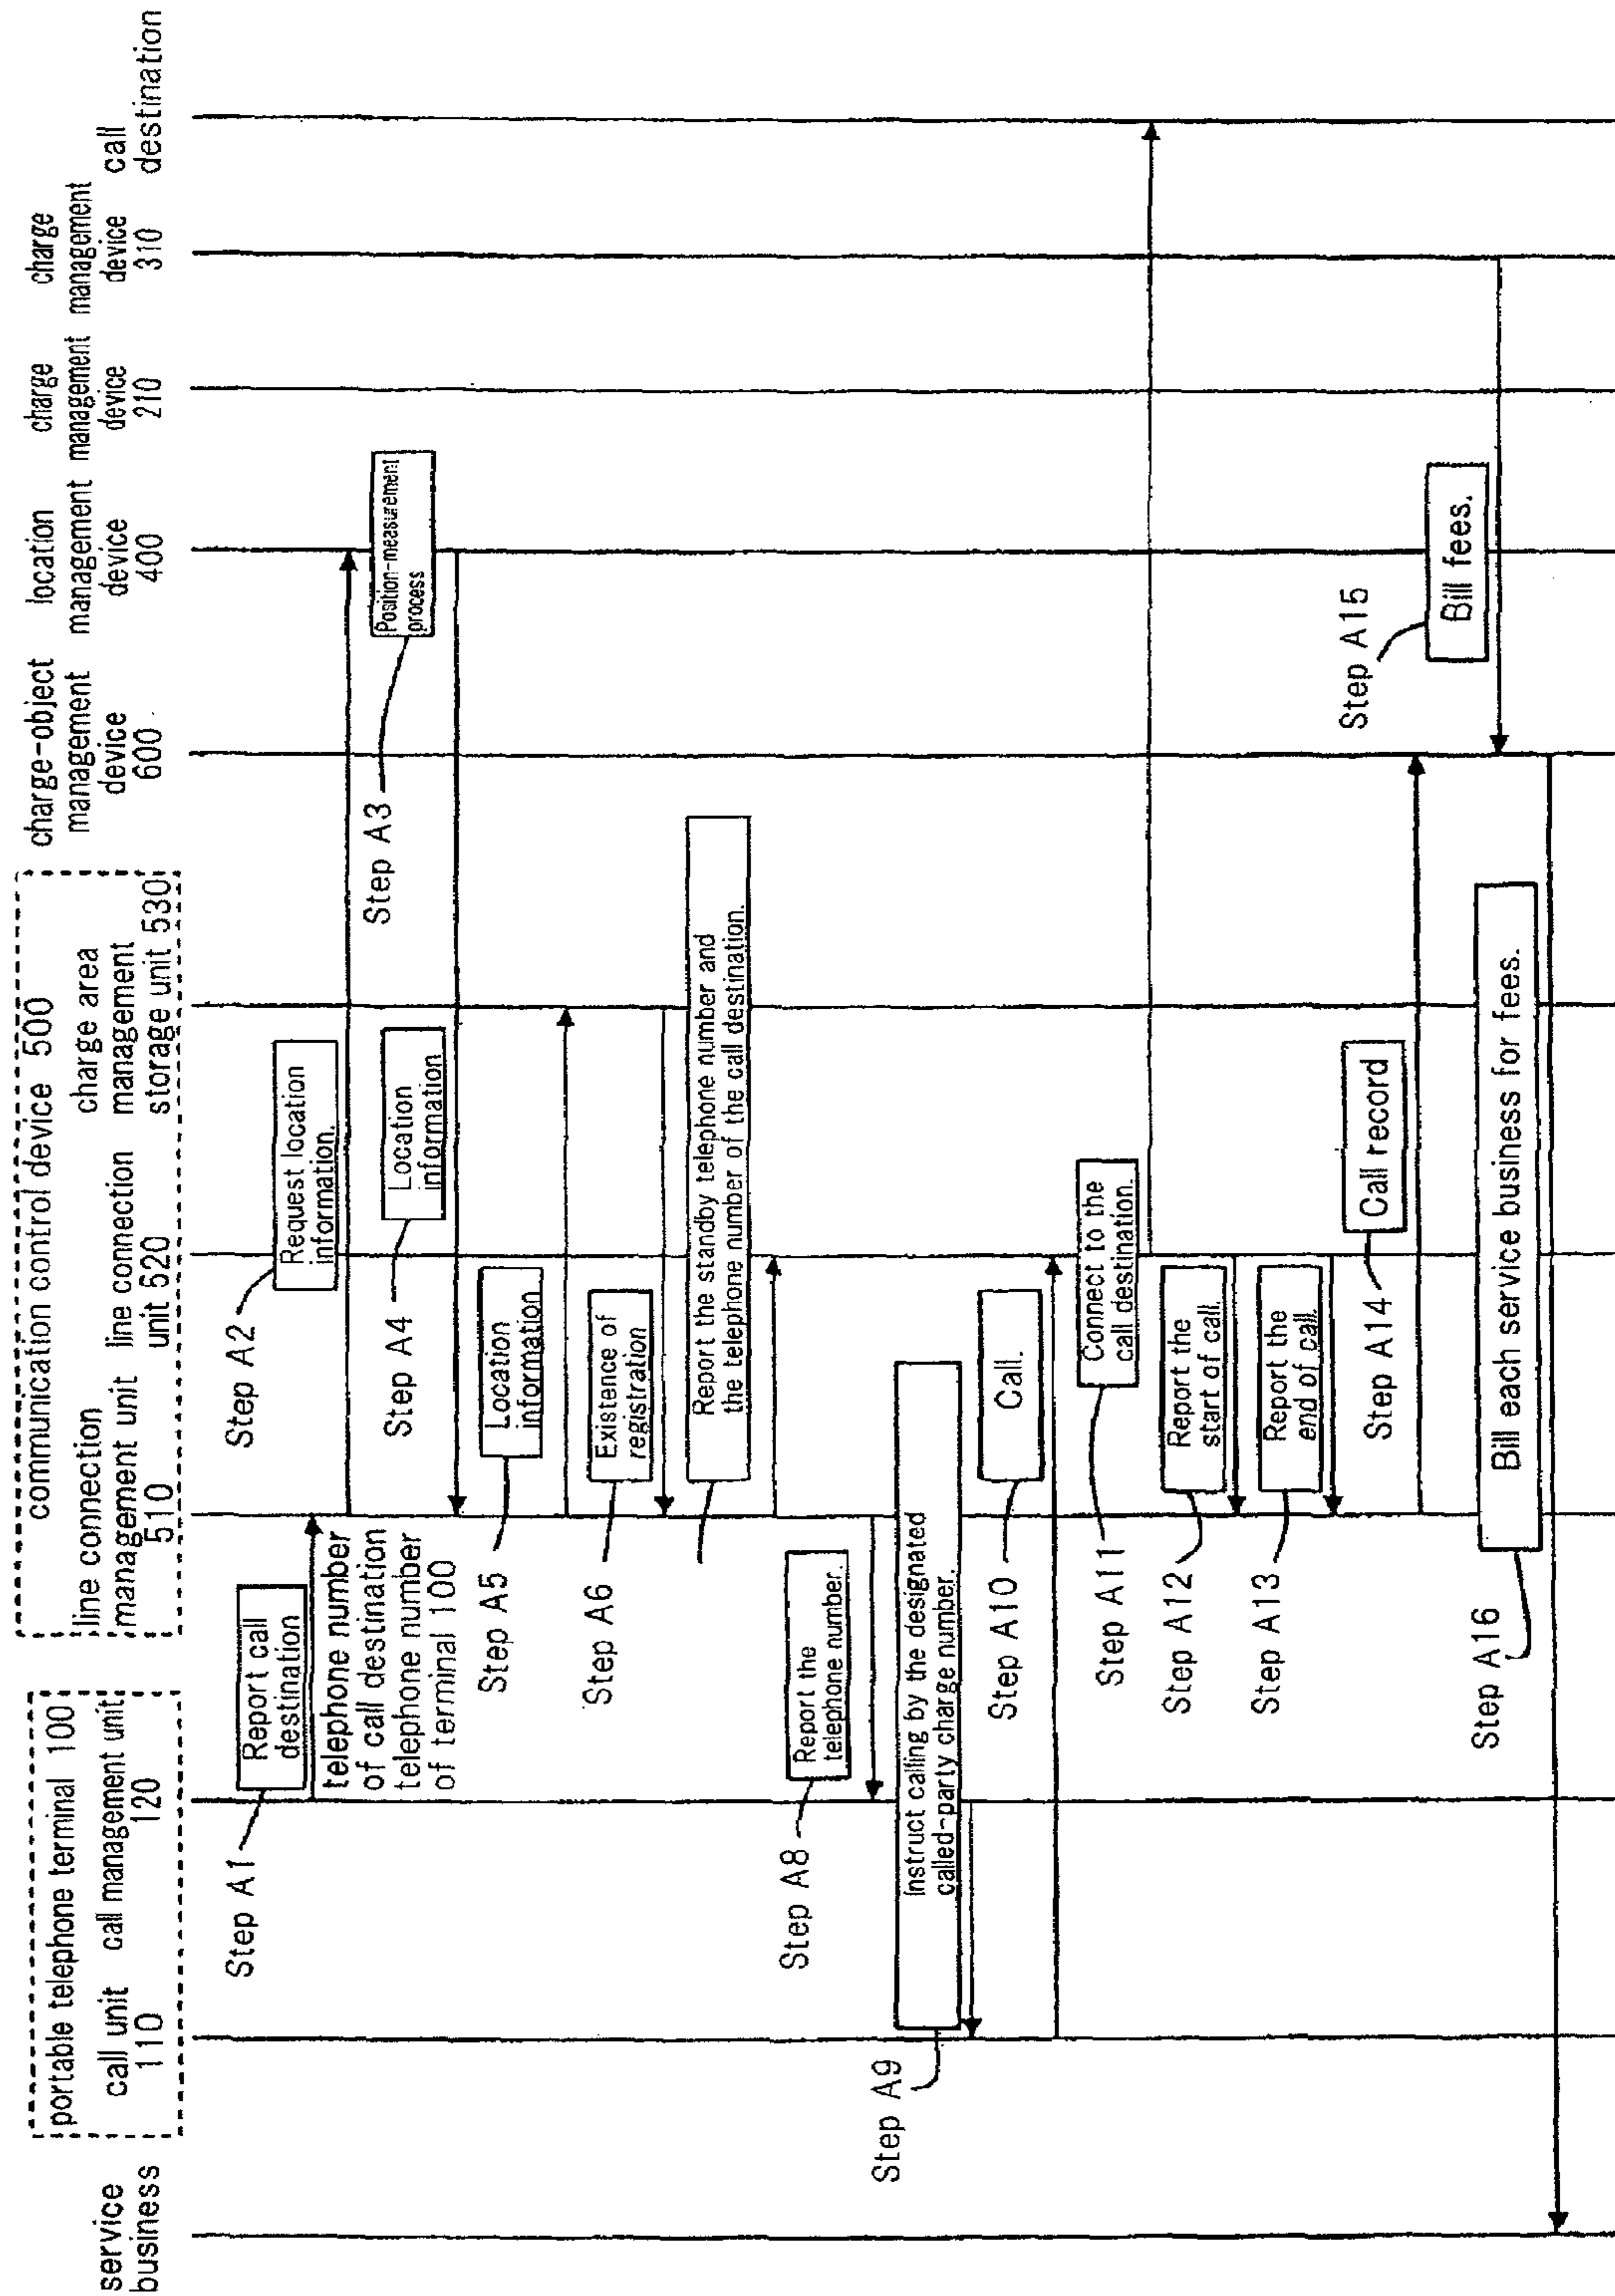 service
business
portable telephone terminal 100
call unit
110
call management unit
120
communication control device 500
line connection
management unit
510
line connection
unit 520
charge area
management
storage unit 530
charge-object
management
device
600
location
management
device
400
charge
management
device
210
charge
management
device
310
call
destination
Step A1
Report call
destination
telephone number
of call destination
telephone number
of terminal 100
Step A2
Request location
information.
Step A3
Position-measurement
process
Step A4
Location
information
Step A5
Location
information
Step A6
Existence of
registration
Report the standby telephone number and
the telephone number of the call destination.
Step A8
Report the
telephone number.
Step A9
Instruct calling by the designated
called-party charge number.
Step A10
Call.
Step A11
Connect to the
call destination.
Step A12
Report the
start of call.
Step A13
Report the
end of call.
Step A14
Call record
Step A15
Bill fees.
Step A16
Bill each service business for fees.